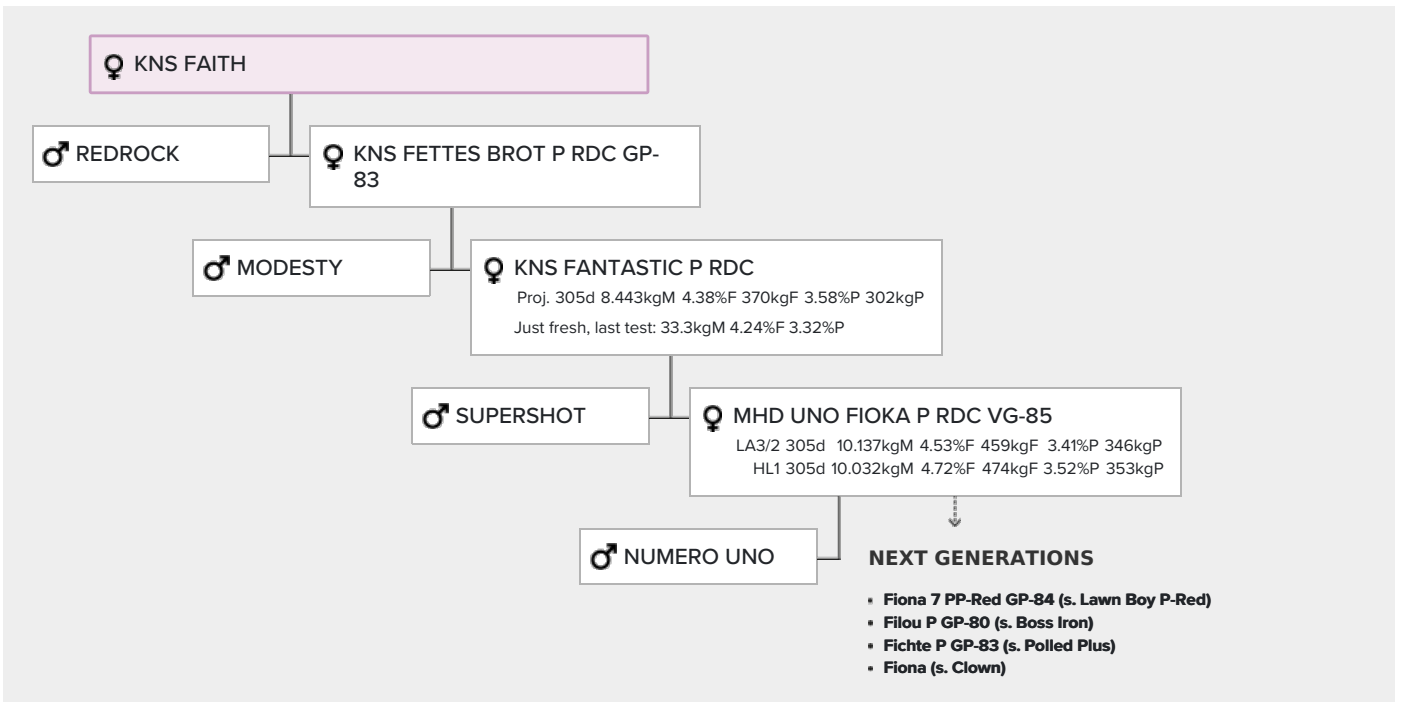 KNS FAITH
REDROCK
KNS FETTES BROT P RDC GP-
83
MODESTY
KNS FANTASTIC P RDC
Proj. 305d 8.443kgM 4.38%F 370kgF 3.58%P 302kgP
Just fresh, last test: 33.3kgM 4.24%F 3.32%P
SUPERSHOT
MHD UNO FIOKA P RDC VG-85
LA3/2 305d 10.137kgM 4.53%F 459kgF 3.41%P 346kgP
HL1 305d 10.032kgM 4.72%F 474kgF 3.52%P 353kgP
NUMERO UNO
NEXT GENERATIONS
Fiona 7 PP-Red GP-84 (s. Lawn Boy P-Red)
Filou P GP-80 (s. Boss Iron)
Fichte P GP-83 (s. Polled Plus)
Fiona (s. Clown)